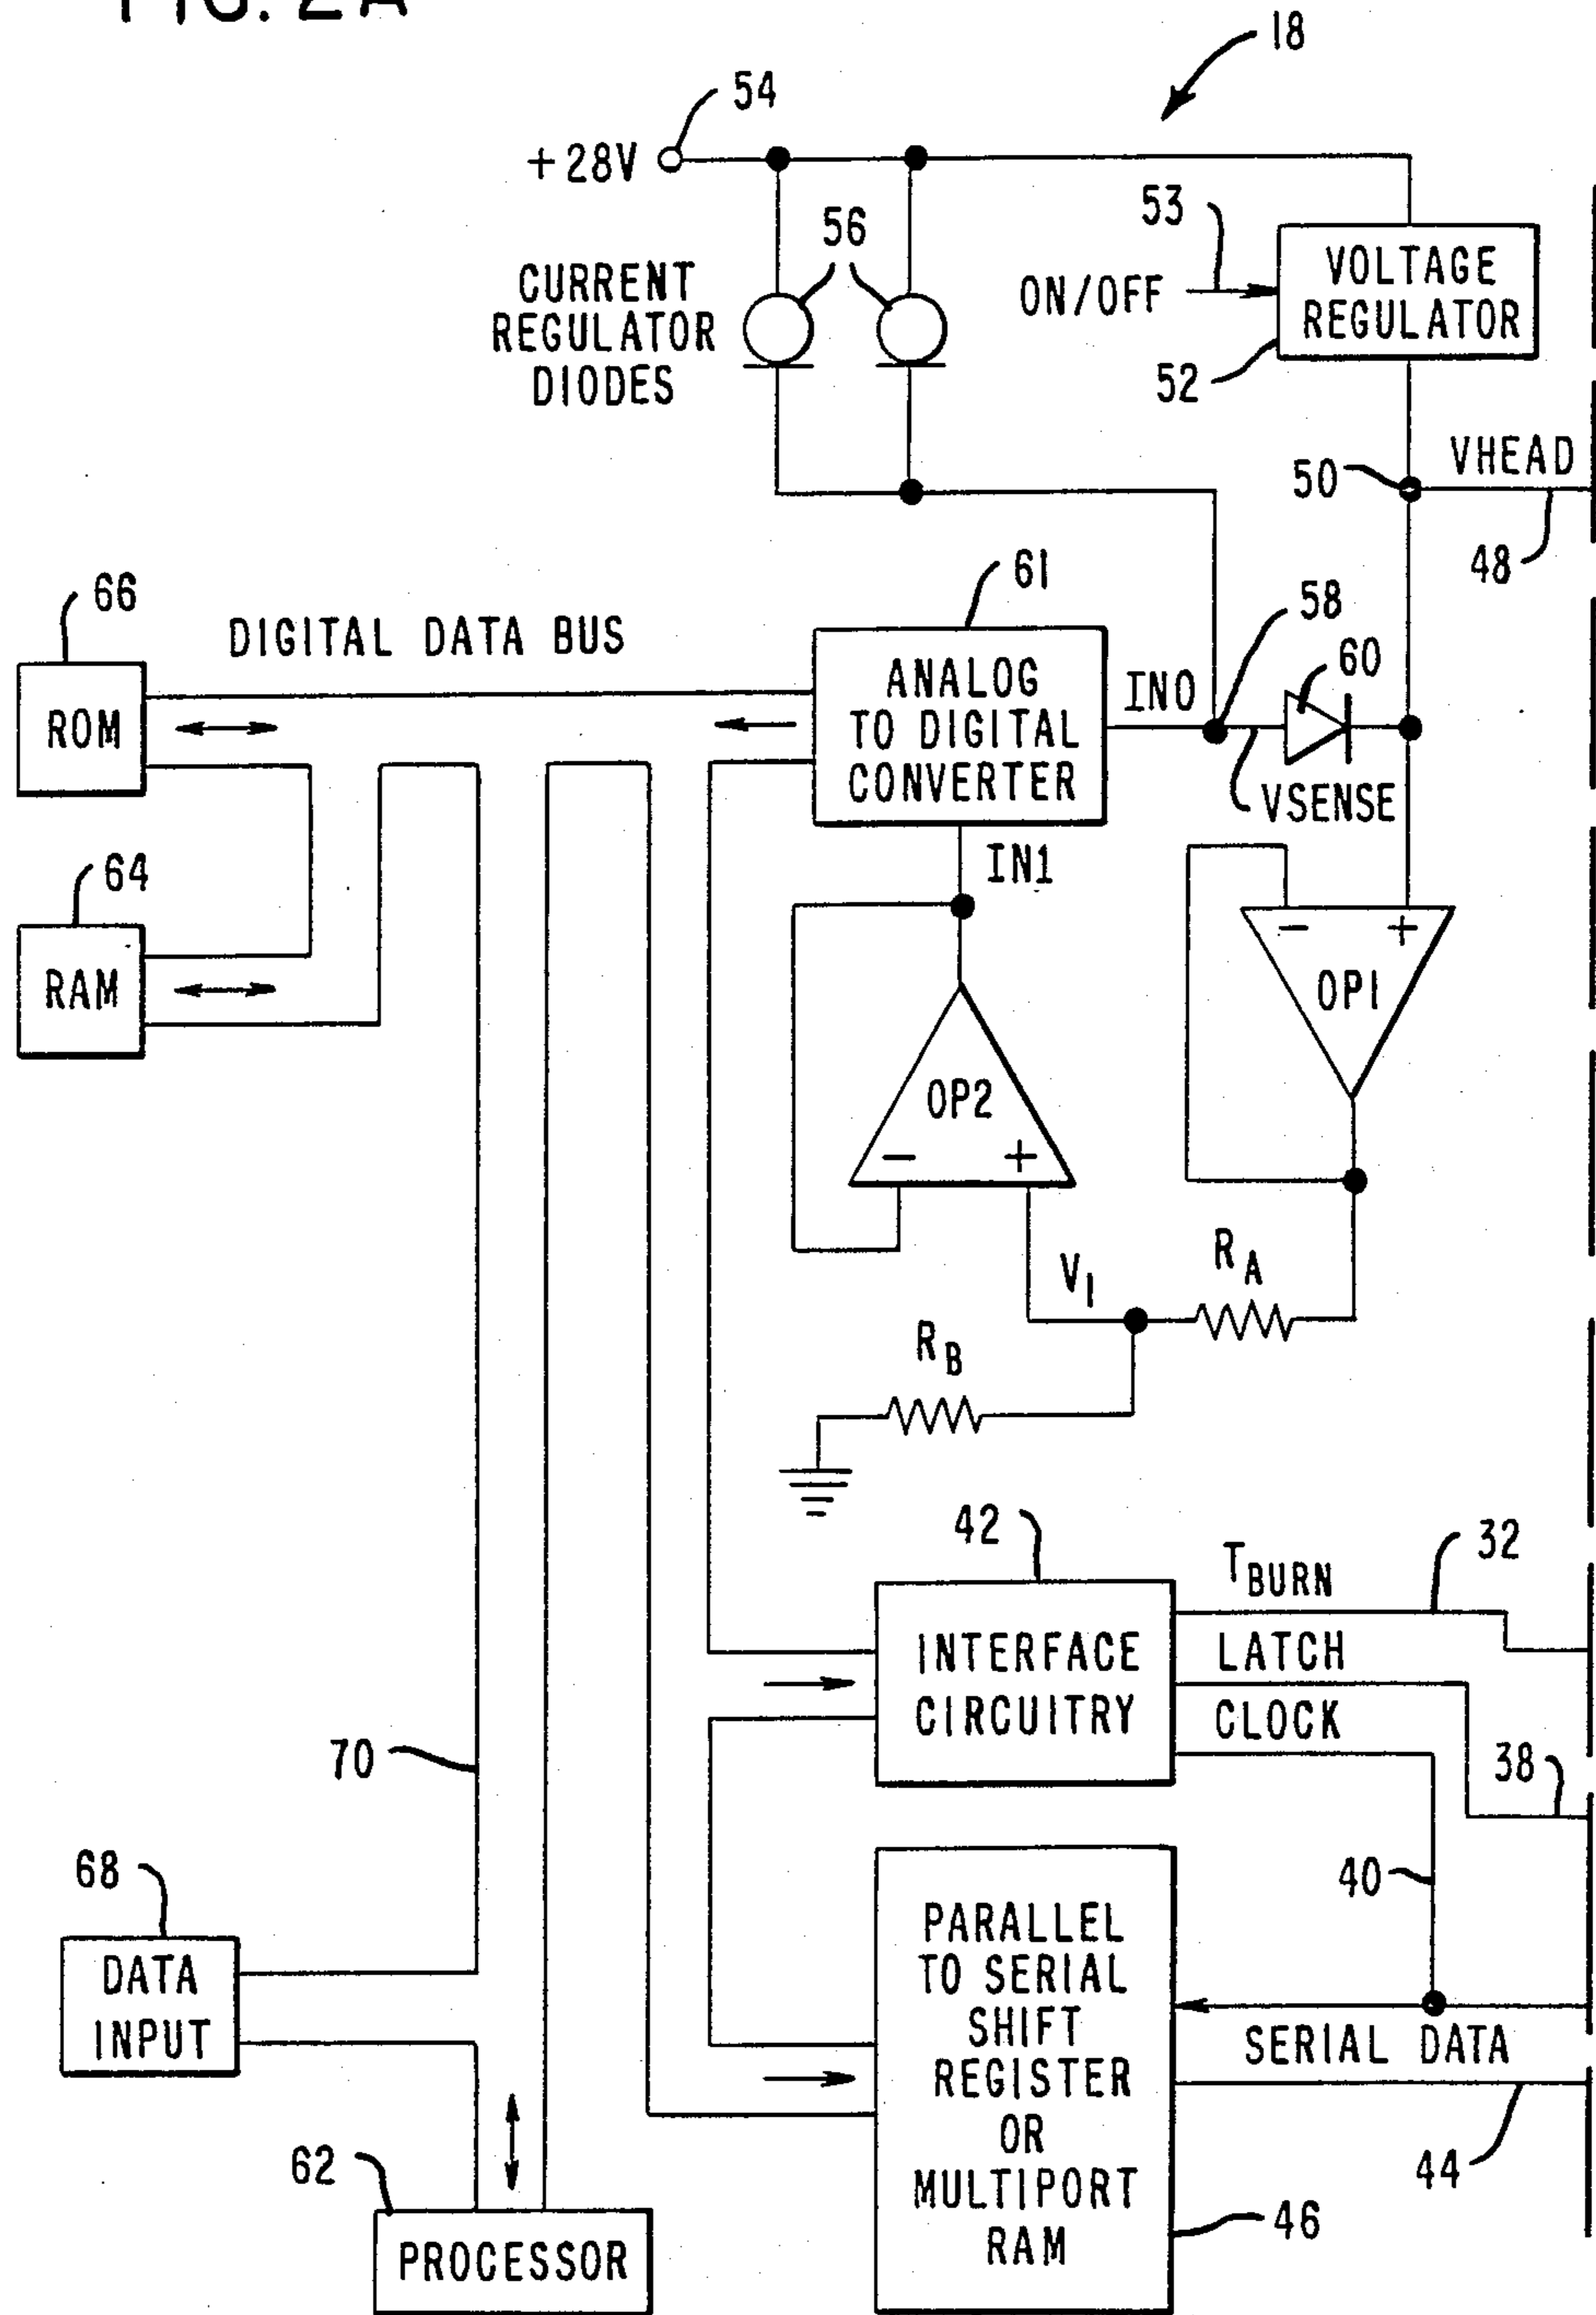 FIG. 2A
18
54
+28V
53
56
CURRENT
REGULATOR
DIODES
ON/OFF
VOLTAGE
REGULATOR
52
VHEAD
50
48
61
58
66
DIGITAL DATA BUS
60
ROM
ANALOG
TO DIGITAL
CONVERTER
IN0
VSENSE
64
IN1
RAM
- +
OP1
OP2
- +
V1
RA
RB
42
32
TBURN
INTERFACE
CIRCUITRY
LATCH
CLOCK
70
38
68
40
DATA
INPUT
PARALLEL
TO SERIAL
SHIFT
REGISTER
OR
MULTIPORT
RAM
SERIAL DATA
62
44
46
PROCESSOR